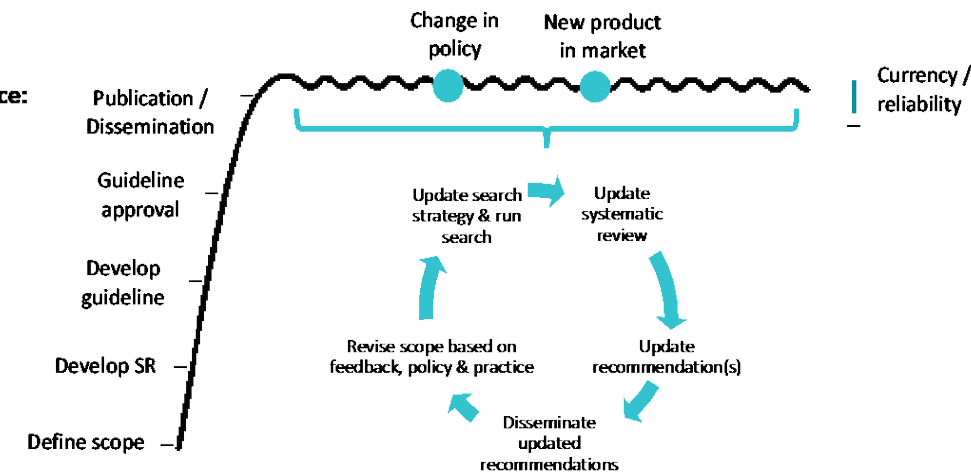 Change in
policy
New product
in market
ce:
Publication /
Dissemination
Currency /
reliability
Guideline
approval
Update search
strategy & run
search
Update
systematic
review
Develop
guideline
Revise scope based on
feedback, policy & practice
Update
recommendation(s)
Develop SR
Disseminate
updated
recommendations
Define scope